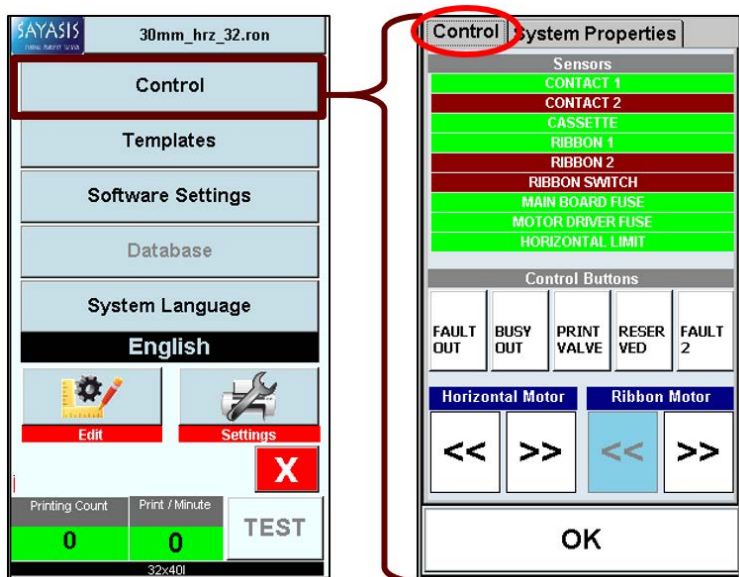 SAYASIS
30mm_hrz_32.ron
Control
Templates
Software Settings
Database
System Language
English
Edit
Settings
X
Printing Count
Print / Minute
0
0
TEST
32x40l
Control
System Properties
Sensors
CONTACT 1
CONTACT 2
CASSETTE
RIBBON 1
RIBBON 2
RIBBON SWITCH
MAIN BOARD FUSE
MOTOR DRIVER FUSE
HORIZONTAL LIMIT
Control Buttons
FAULT OUT
BUSY OUT
PRINT VALVE
RESER VED
FAULT 2
Horizontal Motor
Ribbon Motor
<<
>>
<<
>>
OK